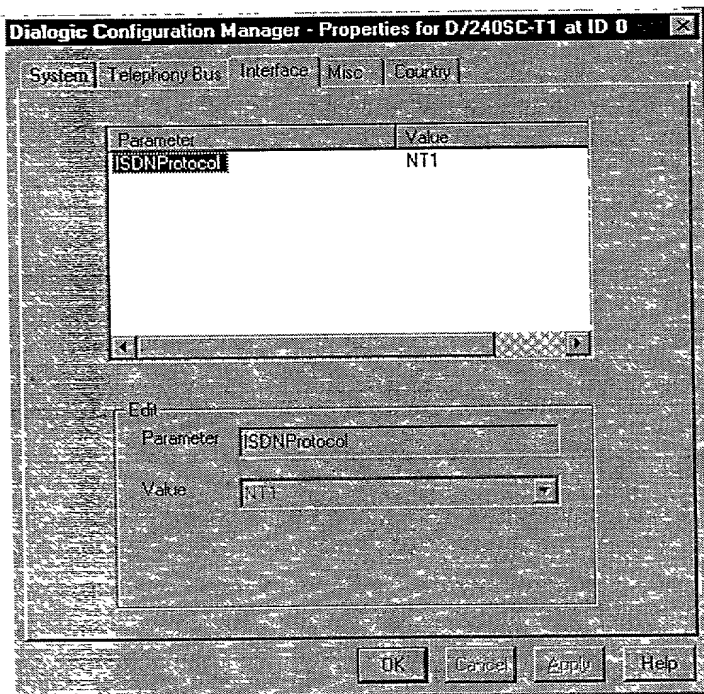 Dialogic Configuration Manager - Properties for D/240SC-T1 at ID 0
System Telephony Bus Interface Misc Country
Parameter Value
ISDNProtocol NT1
Edit
Parameter ISDNProtocol
Value NT1
OK Cancel Apply Help